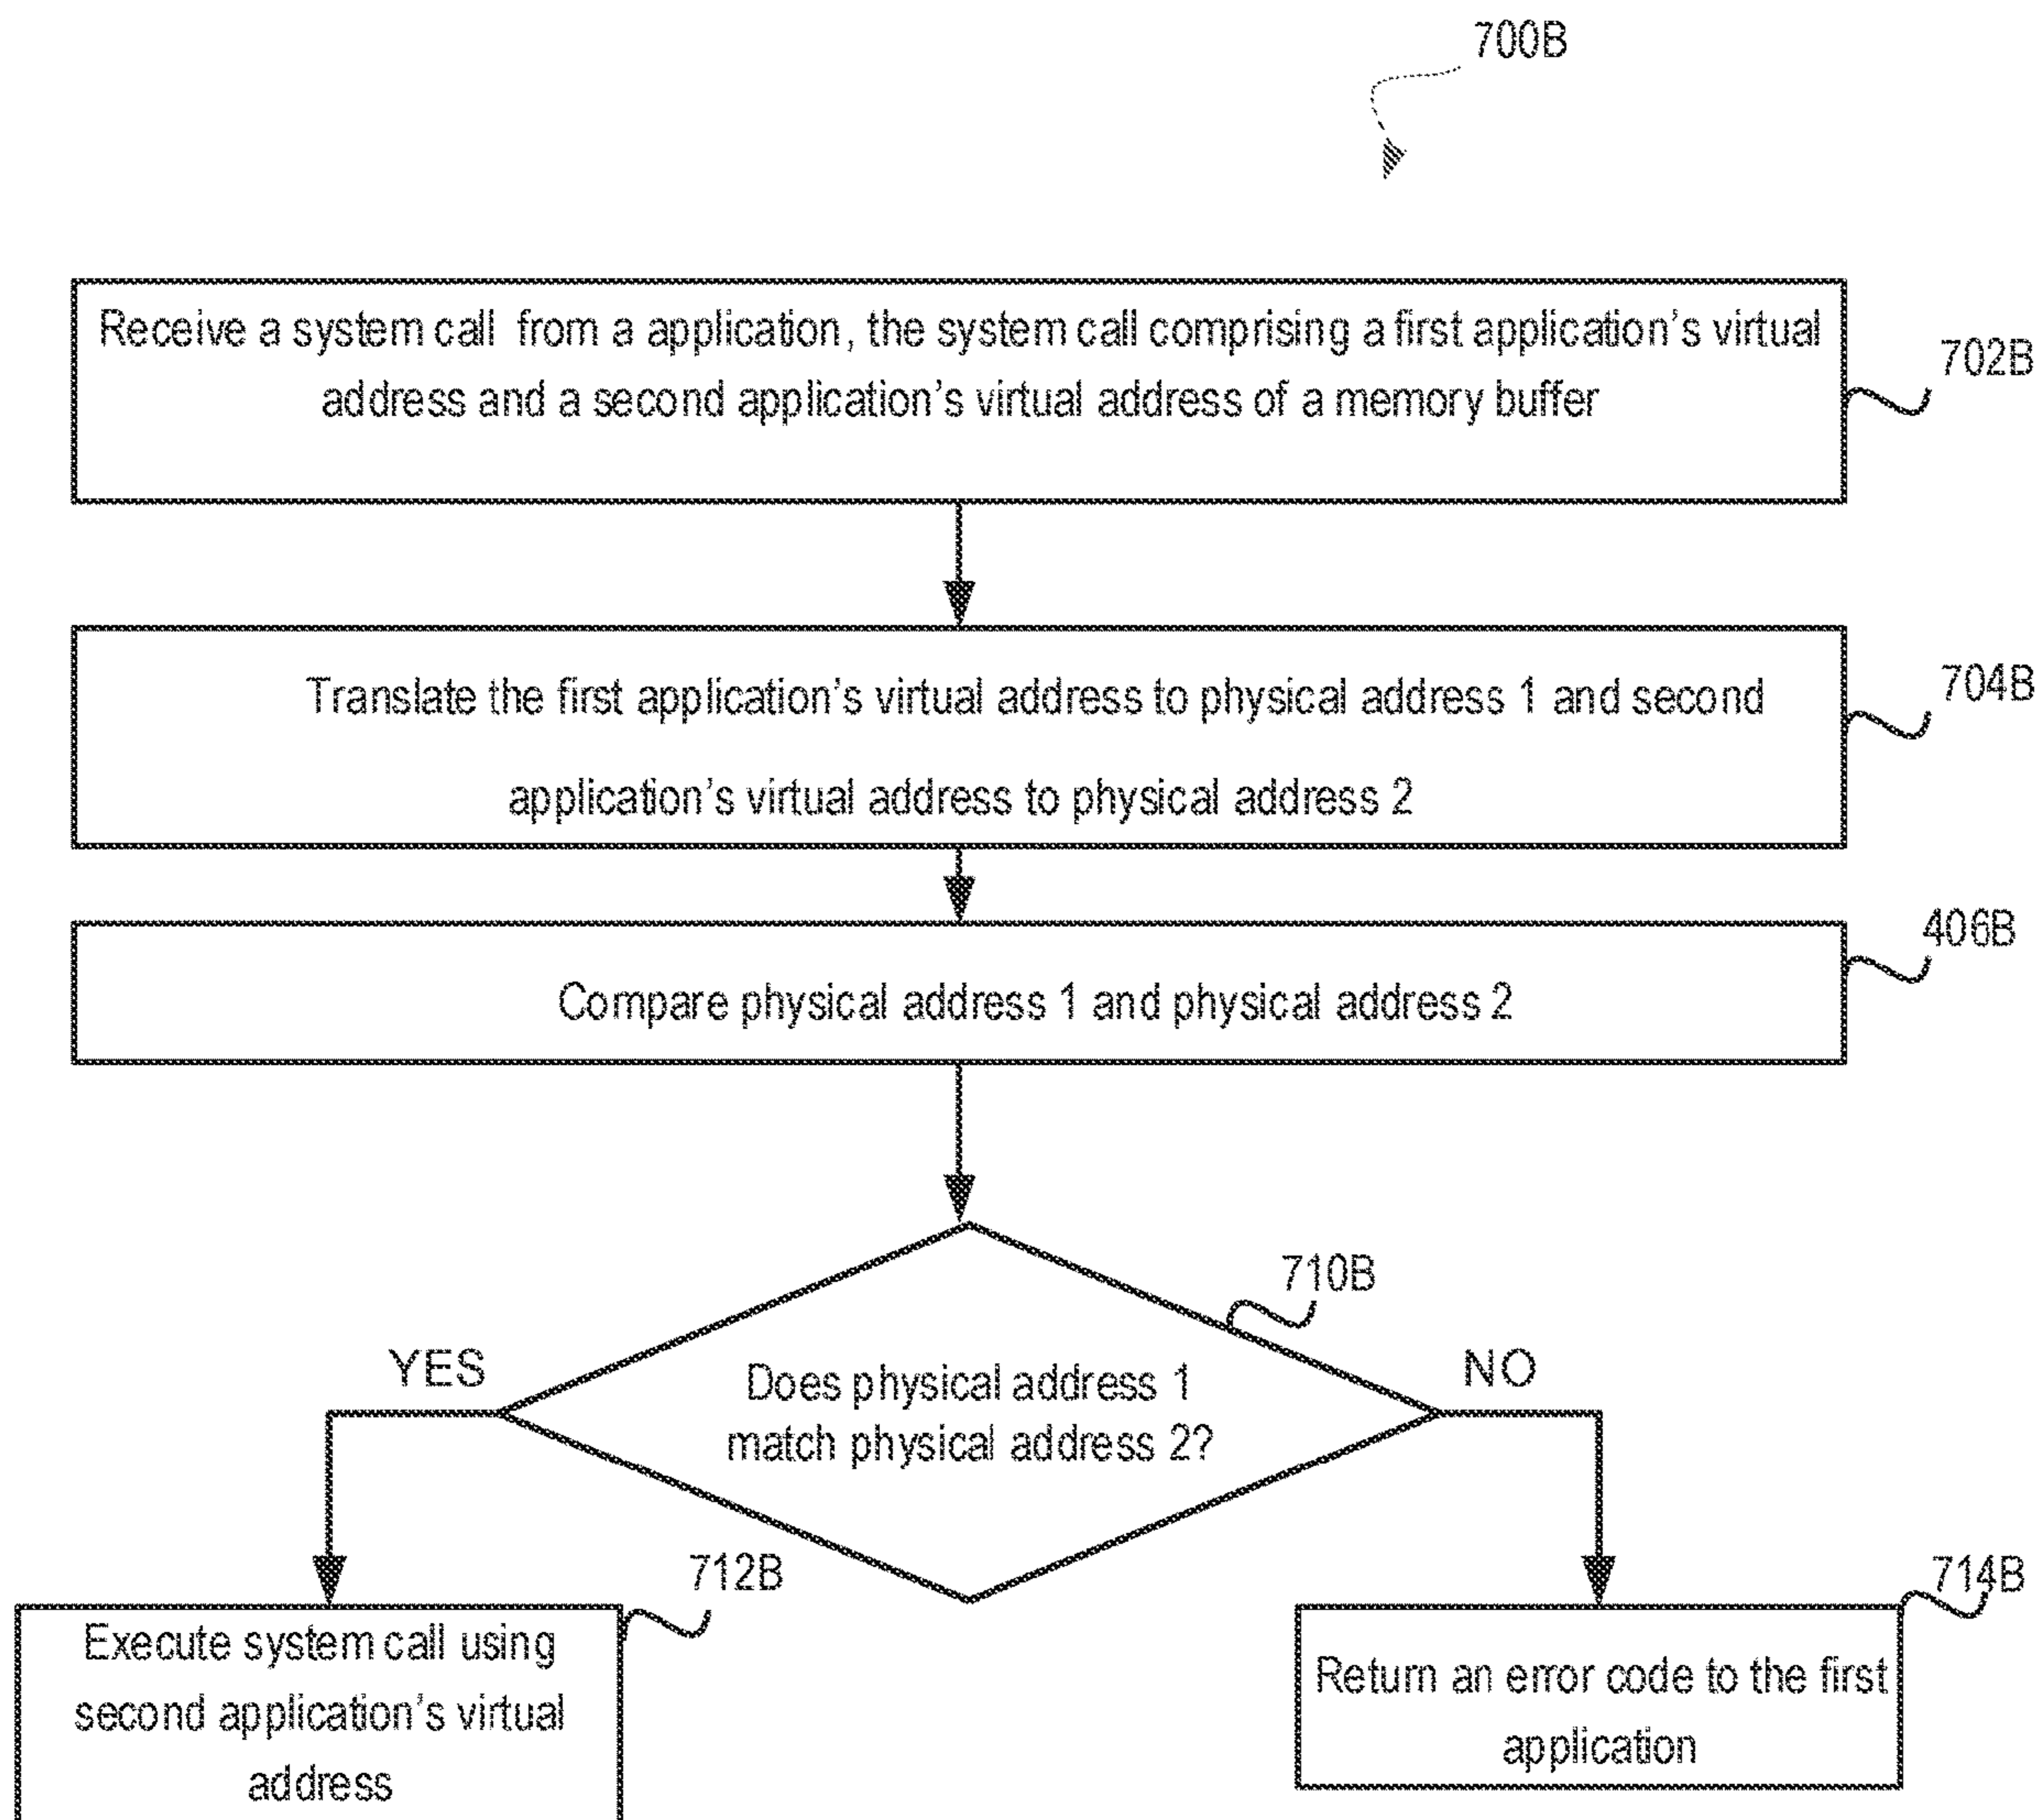 700B
Receive a system call from a application, the system call comprising a first application's virtual
address and a second application's virtual address of a memory buffer
702B
Translate the first application's virtual address to physical address 1 and second
application's virtual address to physical address 2
704B
Compare physical address 1 and physical address 2
406B
710B
Does physical address 1
match physical address 2?
YES
NO
712B
Execute system call using
second application's virtual
address
714B
Return an error code to the first
application